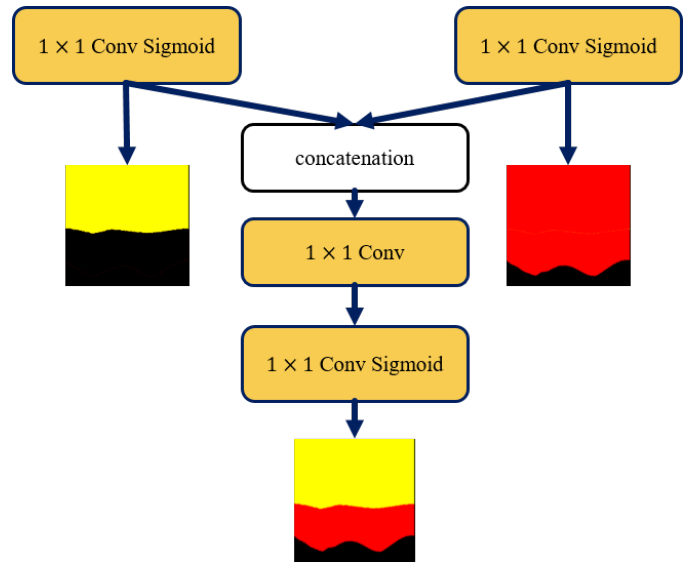 1 × 1 Conv Sigmoid
1 × 1 Conv Sigmoid
concatenation
1 × 1 Conv
1 × 1 Conv Sigmoid